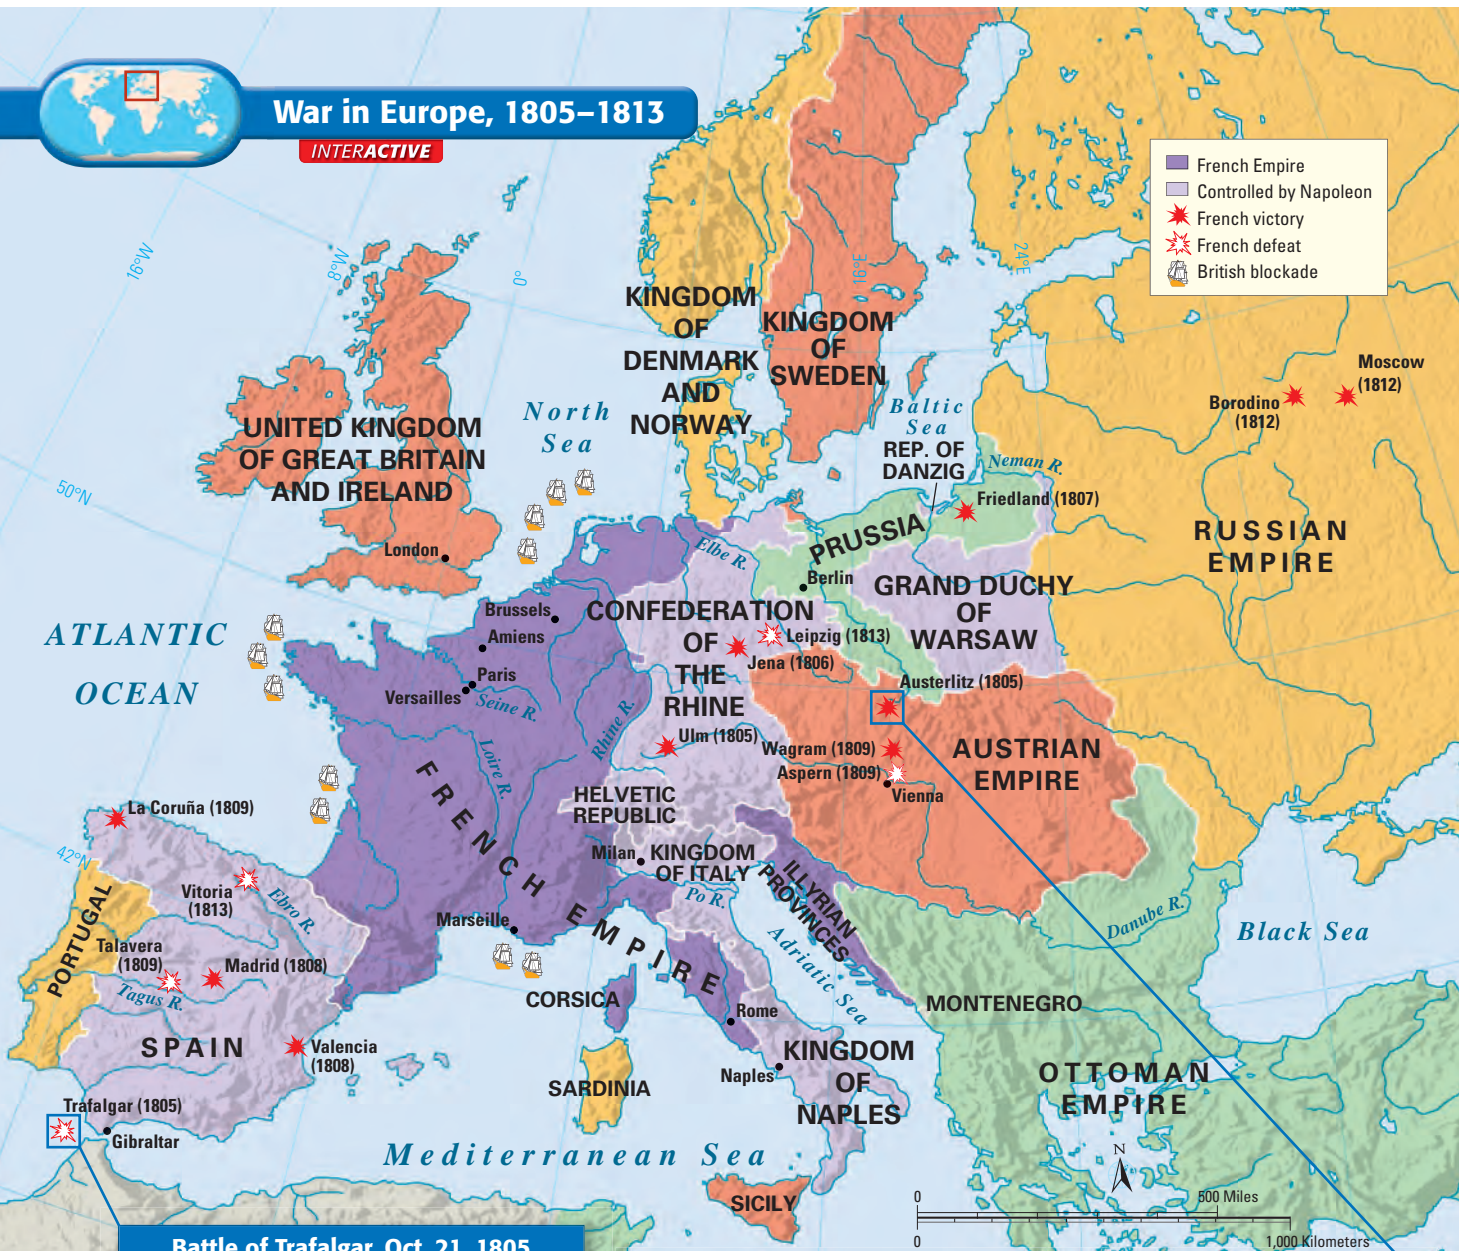 War in Europe, 1805–1813
INTERACTIVE
French Empire
Controlled by Napoleon
French victory
French defeat
British blockade
16°W
8°W
0°
16°E
24°E
50°N
42°N
KINGDOM
OF
DENMARK
AND
NORWAY
KINGDOM
OF
SWEDEN
Moscow
(1812)
Borodino
(1812)
North
Sea
Baltic
Sea
REP. OF
DANZIG
Neman R.
Friedland (1807)
UNITED KINGDOM
OF GREAT BRITAIN
AND IRELAND
London
RUSSIAN
EMPIRE
PRUSSIA
Elbe R.
Berlin
GRAND DUCHY
OF
WARSAW
ATLANTIC
OCEAN
Brussels
Amiens
Paris
Versailles
Seine R.
Loire R.
Rhine R.
CONFEDERATION
OF
THE
RHINE
Leipzig (1813)
Jena (1806)
Austerlitz (1805)
Ulm (1805)
Wagram (1809)
Aspern (1809)
Vienna
AUSTRIAN
EMPIRE
FRENCH EMPIRE
HELVETIC
REPUBLIC
Milan
KINGDOM
OF ITALY
Po R.
ILLYRIAN
PROVINCES
La Coruña (1809)
Vitoria
(1813)
Ebro R.
PORTUGAL
Talavera
(1809)
Madrid (1808)
Tagus R.
SPAIN
Valencia
(1808)
Marseille
CORSICA
Adriatic Sea
Danube R.
Black Sea
MONTENEGRO
Rome
SARDINIA
Naples
KINGDOM
OF
NAPLES
OTTOMAN
EMPIRE
Trafalgar (1805)
Gibraltar
Mediterranean Sea
SICILY
N
0
500 Miles
0
1,000 Kilometers
Battle of Trafalgar, Oct. 21, 1805